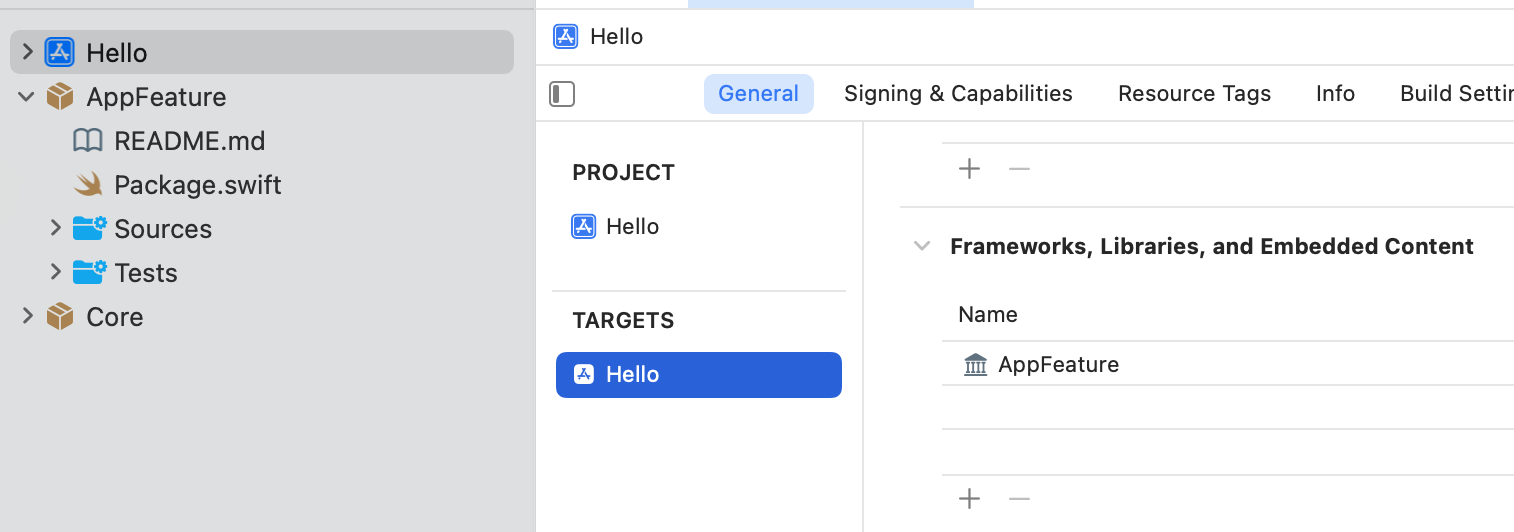 Hello
AppFeature
README.md
Package.swift
Sources
Tests
Core
Hello
General Signing & Capabilities Resource Tags Info Build Settin
PROJECT
Hello
TARGETS
Hello
Frameworks, Libraries, and Embedded Content
Name
AppFeature